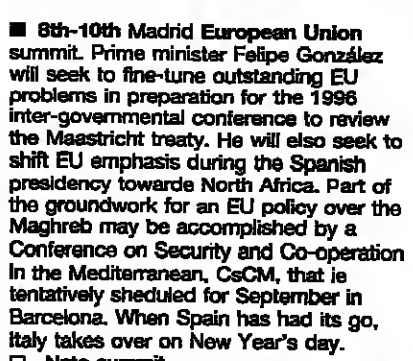 ■ 8th-10th Madrid European Union
summit. Prime minister Felipe González
will seek to fine-tune outstanding EU
problems in preparation for the 1996
inter-governmental conference to review
the Maastricht treaty. He will elso seek to
shift EU emphasis during the Spanish
presidency towarde North Africa. Part of
the groundwork for an EU policy over the
Maghreb may be accomplished by a
Conference on Security and Co-operation
In the Mediterranean, CsCM, that ie
tentatively sheduled for September in
Barcelona. When Spain has had its go,
Italy takes over on New Year's day.
□ Nato summit